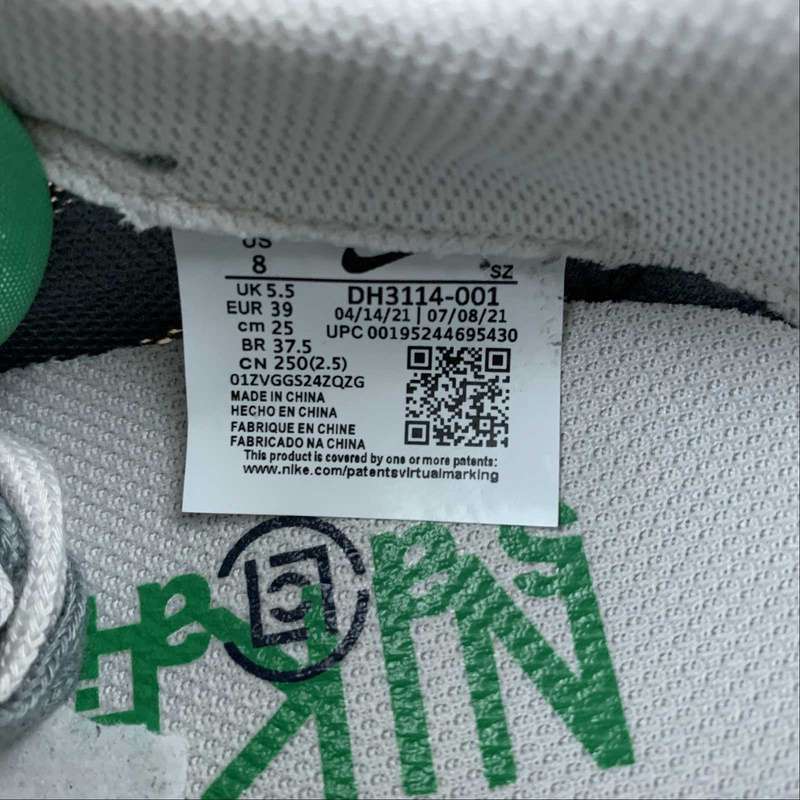 US
8
SZ
UK 5.5
EUR 39
cm 25
BR 37.5
CN 250(2.5)
DH3114-001
04/14/21 | 07/08/21
UPC 00195244695430
01ZVGGS24ZQZG
MADE IN CHINA
HECHO EN CHINA
FABRIQUE EN CHINE
FABRICADO NA CHINA
This product is covered by one or more patents:
www.nike.com/patentsvirtualmarking